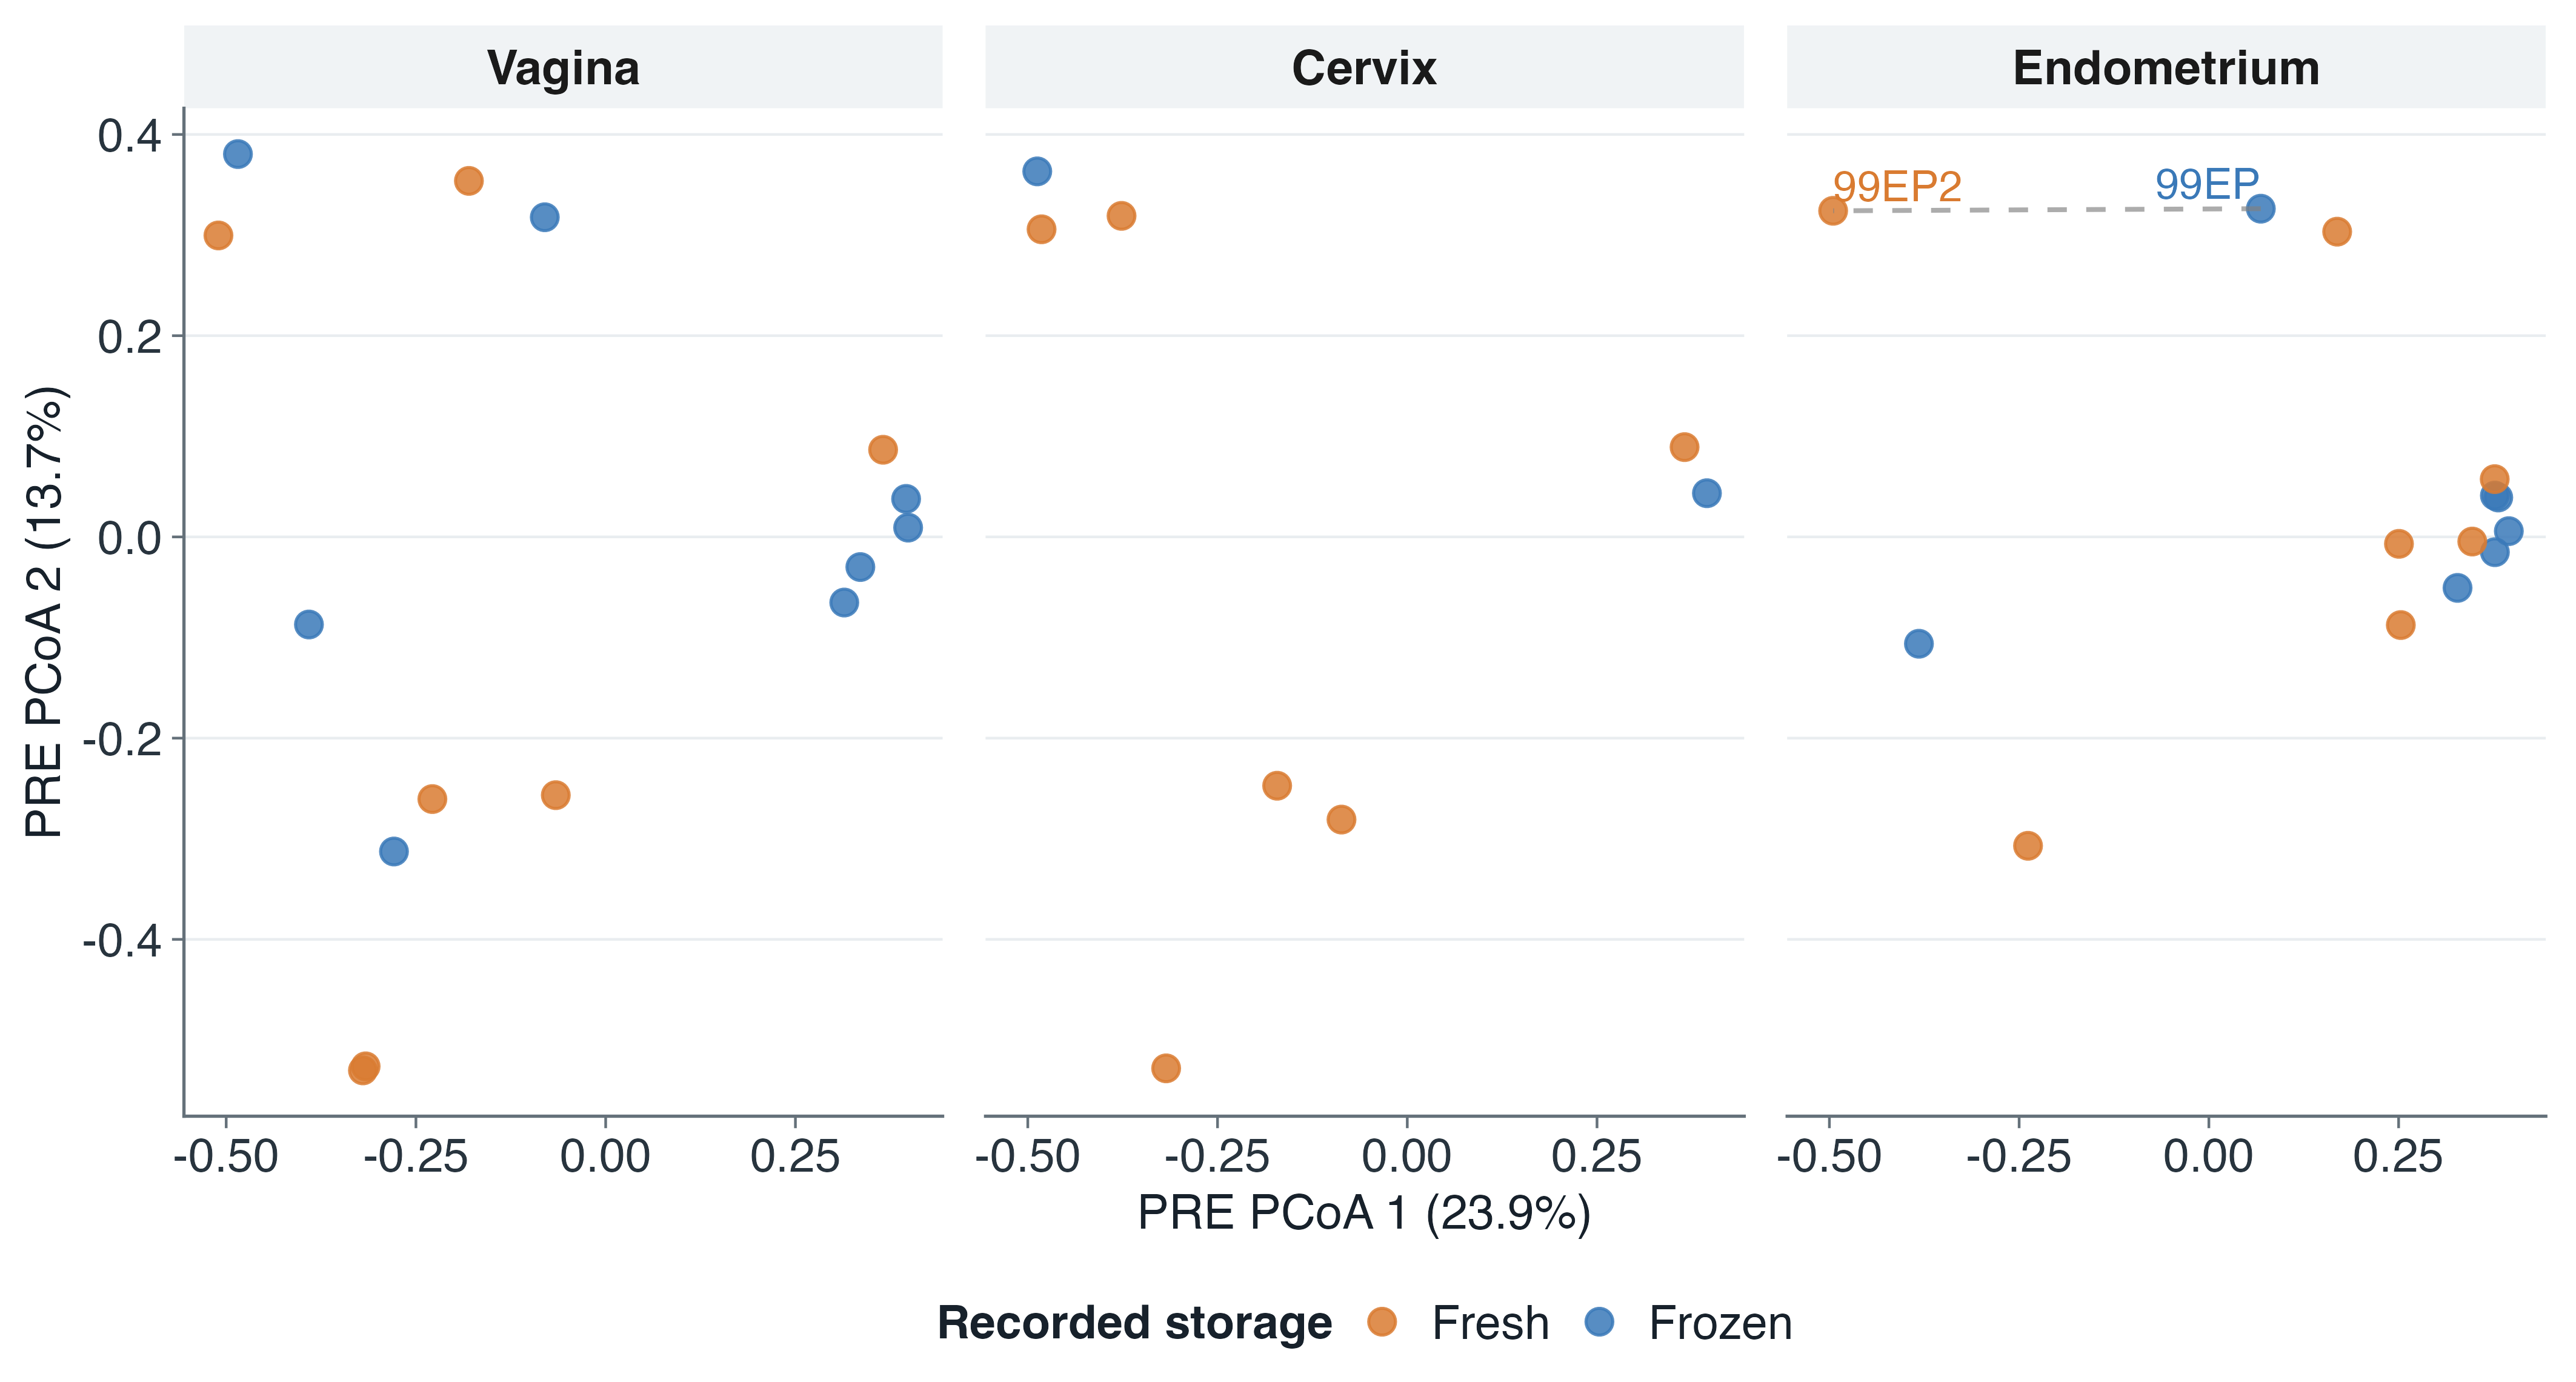 Vagina
Cervix
Endometrium
PRE PCoA 2 (13.7%)
0.4
0.2
0.0
-0.2
-0.4
99EP2
99EP
-0.50 -0.25 0.00 0.25
-0.50 -0.25 0.00 0.25
-0.50 -0.25 0.00 0.25
PRE PCoA 1 (23.9%)
Recorded storage Fresh Frozen